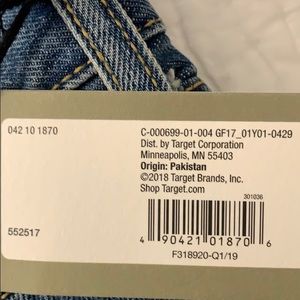 042 10 1870
C-000699-01-004 GF17_01Y01-0429
Dist. by Target Corporation
Minneapolis, MN 55403
Origin: Pakistan
©2018 Target Brands, Inc.
Shop Target.com
301036
552517
4 90421 01870 6
F318920-Q1/19